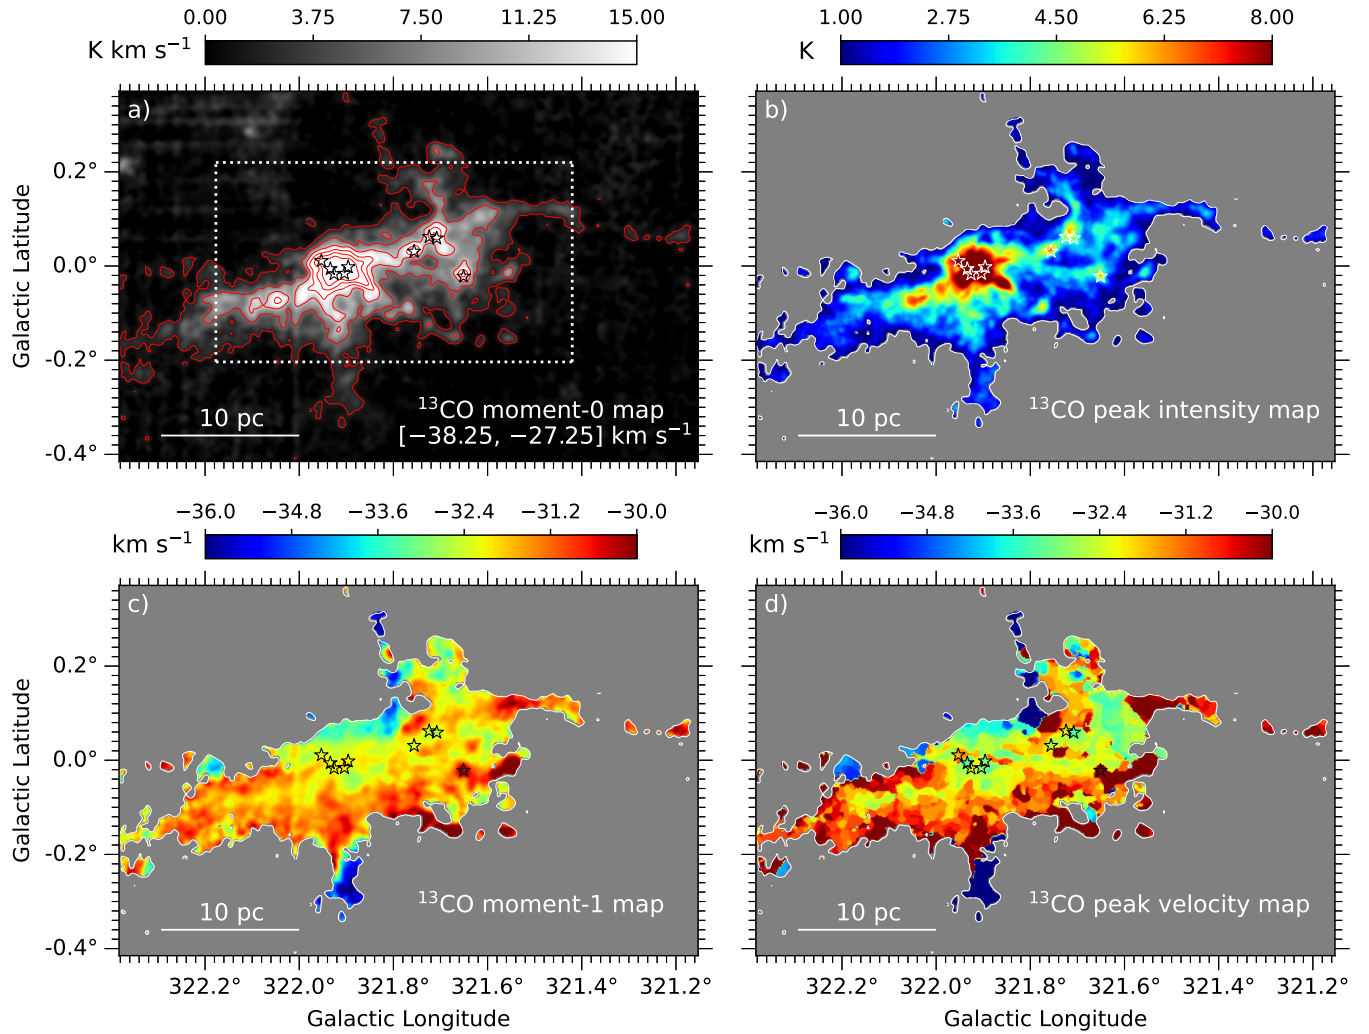 0.00 3.75 7.50 11.25 15.00
K km s⁻¹
1.00 2.75 4.50 6.25 8.00
K
a)
0.2°
0.0°
-0.2°
-0.4°
Galactic Latitude
10 pc
¹³CO moment-0 map
[−38.25, −27.25] km s⁻¹
b)
10 pc
¹³CO peak intensity map
−36.0 −34.8 −33.6 −32.4 −31.2 −30.0
km s⁻¹
−36.0 −34.8 −33.6 −32.4 −31.2 −30.0
km s⁻¹
c)
0.2°
0.0°
-0.2°
-0.4°
Galactic Latitude
10 pc
¹³CO moment-1 map
322.2° 322.0° 321.8° 321.6° 321.4° 321.2°
Galactic Longitude
d)
10 pc
¹³CO peak velocity map
322.2° 322.0° 321.8° 321.6° 321.4° 321.2°
Galactic Longitude